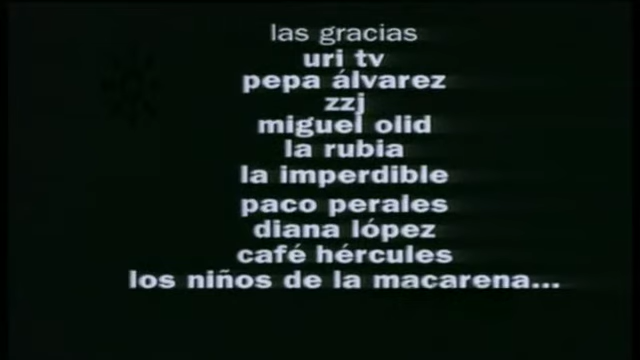 las gracias
uri tv
pepa álvarez
zzj
miguel olid
la rubia
la imperdible
paco perales
diana lópez
café hércules
los niños de la macarena...